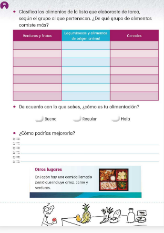 Clasifica los alimentos de la lista que elaboraste de tarea,
según el grupo al que pertenecen. ¿De qué grupo de alimentos
comiste más?
Verduras y frutas
Leguminosas y alimentos
de origen animal
Cereales
De acuerdo con lo que sabes, ¿cómo es tu alimentación?
Buena
Regular
Mala
¿Cómo podrías mejorarla?
Otros lugares